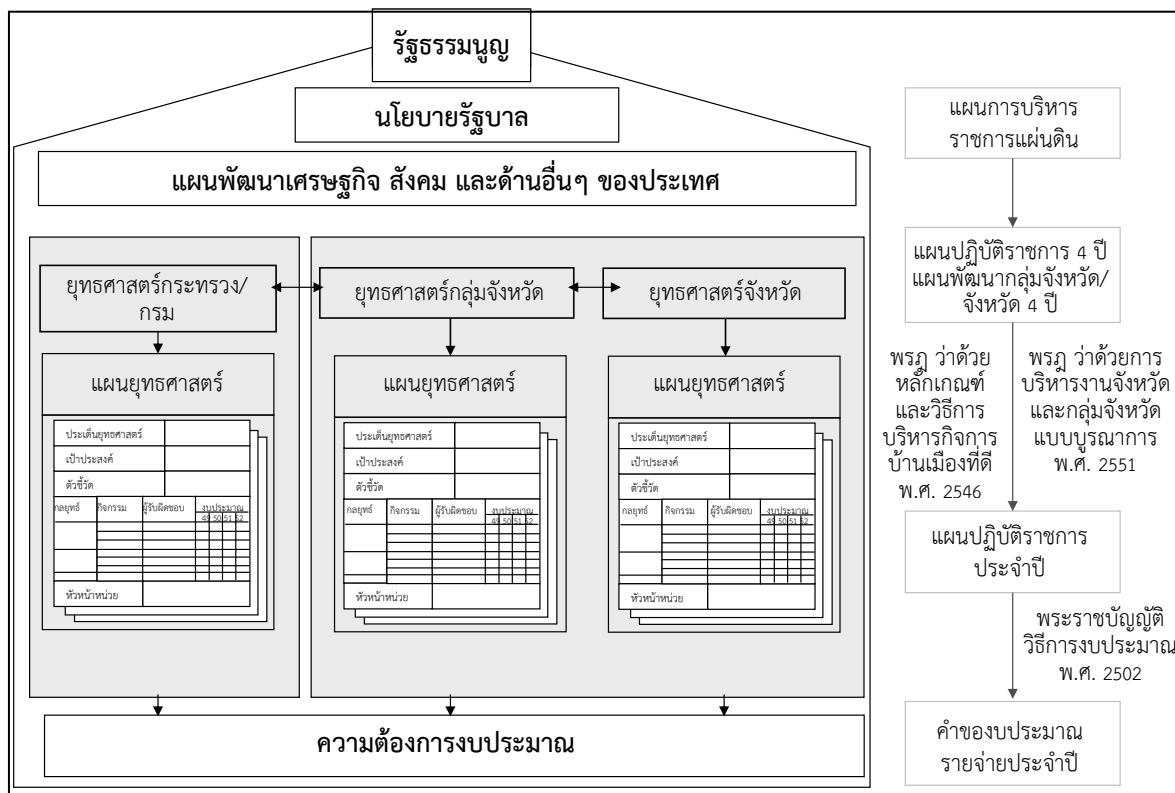 รัฐธรรมนูญ
นโยบายรัฐบาล
แผนพัฒนาเศรษฐกิจ สังคม และด้านอื่นๆ ของประเทศ
ยุทธศาสตร์กระทรวง/
กรม
ยุทธศาสตร์กลุ่มจังหวัด
ยุทธศาสตร์จังหวัด
แผนยุทธศาสตร์
ประเด็นยุทธศาสตร์
เป้าประสงค์
ตัวชี้วัด
กลยุทธ์ กิจกรรม ผู้รับผิดชอบ งบประมาณ
49 50 51 52
หัวหน้าหน่วย
แผนยุทธศาสตร์
ประเด็นยุทธศาสตร์
เป้าประสงค์
ตัวชี้วัด
กลยุทธ์ กิจกรรม ผู้รับผิดชอบ งบประมาณ
49 50 51 52
หัวหน้าหน่วย
แผนยุทธศาสตร์
ประเด็นยุทธศาสตร์
เป้าประสงค์
ตัวชี้วัด
กลยุทธ์ กิจกรรม ผู้รับผิดชอบ งบประมาณ
49 50 51 52
หัวหน้าหน่วย
ความต้องการงบประมาณ
แผนการบริหาร
ราชการแผ่นดิน
แผนปฏิบัติราชการ 4 ปี
แผนพัฒนากลุ่มจังหวัด/
จังหวัด 4 ปี
พรฎ ว่าด้วย
หลักเกณฑ์
และวิธีการ
บริหารกิจการ
บ้านเมืองที่ดี
พ.ศ. 2546
พรฎ ว่าด้วยการ
บริหารงานจังหวัด
และกลุ่มจังหวัด
แบบบูรณาการ
พ.ศ. 2551
แผนปฏิบัติราชการ
ประจำปี
พระราชบัญญัติ
วิธีการงบประมาณ
พ.ศ. 2502
คำของบประมาณ
รายจ่ายประจำปี